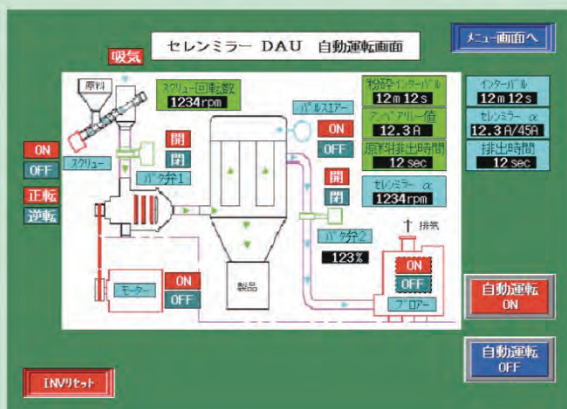 セレンミラー DAU 自動運転画面
メニュー画面へ
吸気
原料
スクリュー回転数
1234rpm
粉砕インターバル
12m12s
インターバル
12m12s
アンペアリレー値
12.3A
セレンミラー α
12.3A/45A
原料排出時間
12sec
排出時間
12sec
パルスエアー
ON
OFF
開
閉
開
閉
セレンミラー α
1234rpm
ON
OFF
スクリュー
正転
逆転
バタ弁1
バタ弁2
123%
排気
ON
OFF
ブロアー
モーター
ON
OFF
製品
自動運転
ON
自動運転
OFF
INVリセット